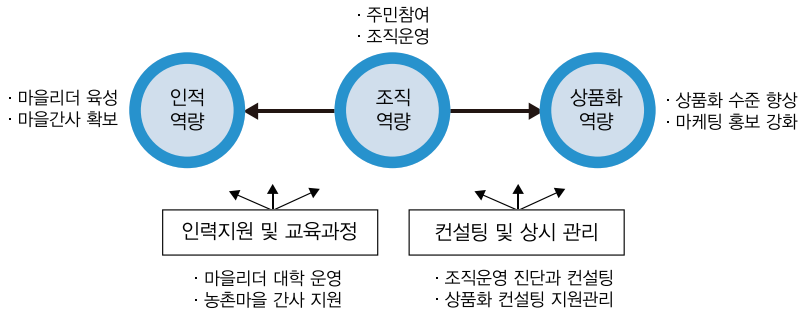 · 주민참여
· 조직운영
· 마을리더 육성
· 마을간사 확보
인적
역량
조직
역량
상품화
역량
· 상품화 수준 향상
· 마케팅 홍보 강화
인력지원 및 교육과정
컨설팅 및 상시 관리
· 마을리더 대학 운영
· 농촌마을 간사 지원
· 조직운영 진단과 컨설팅
· 상품화 컨설팅 지원관리